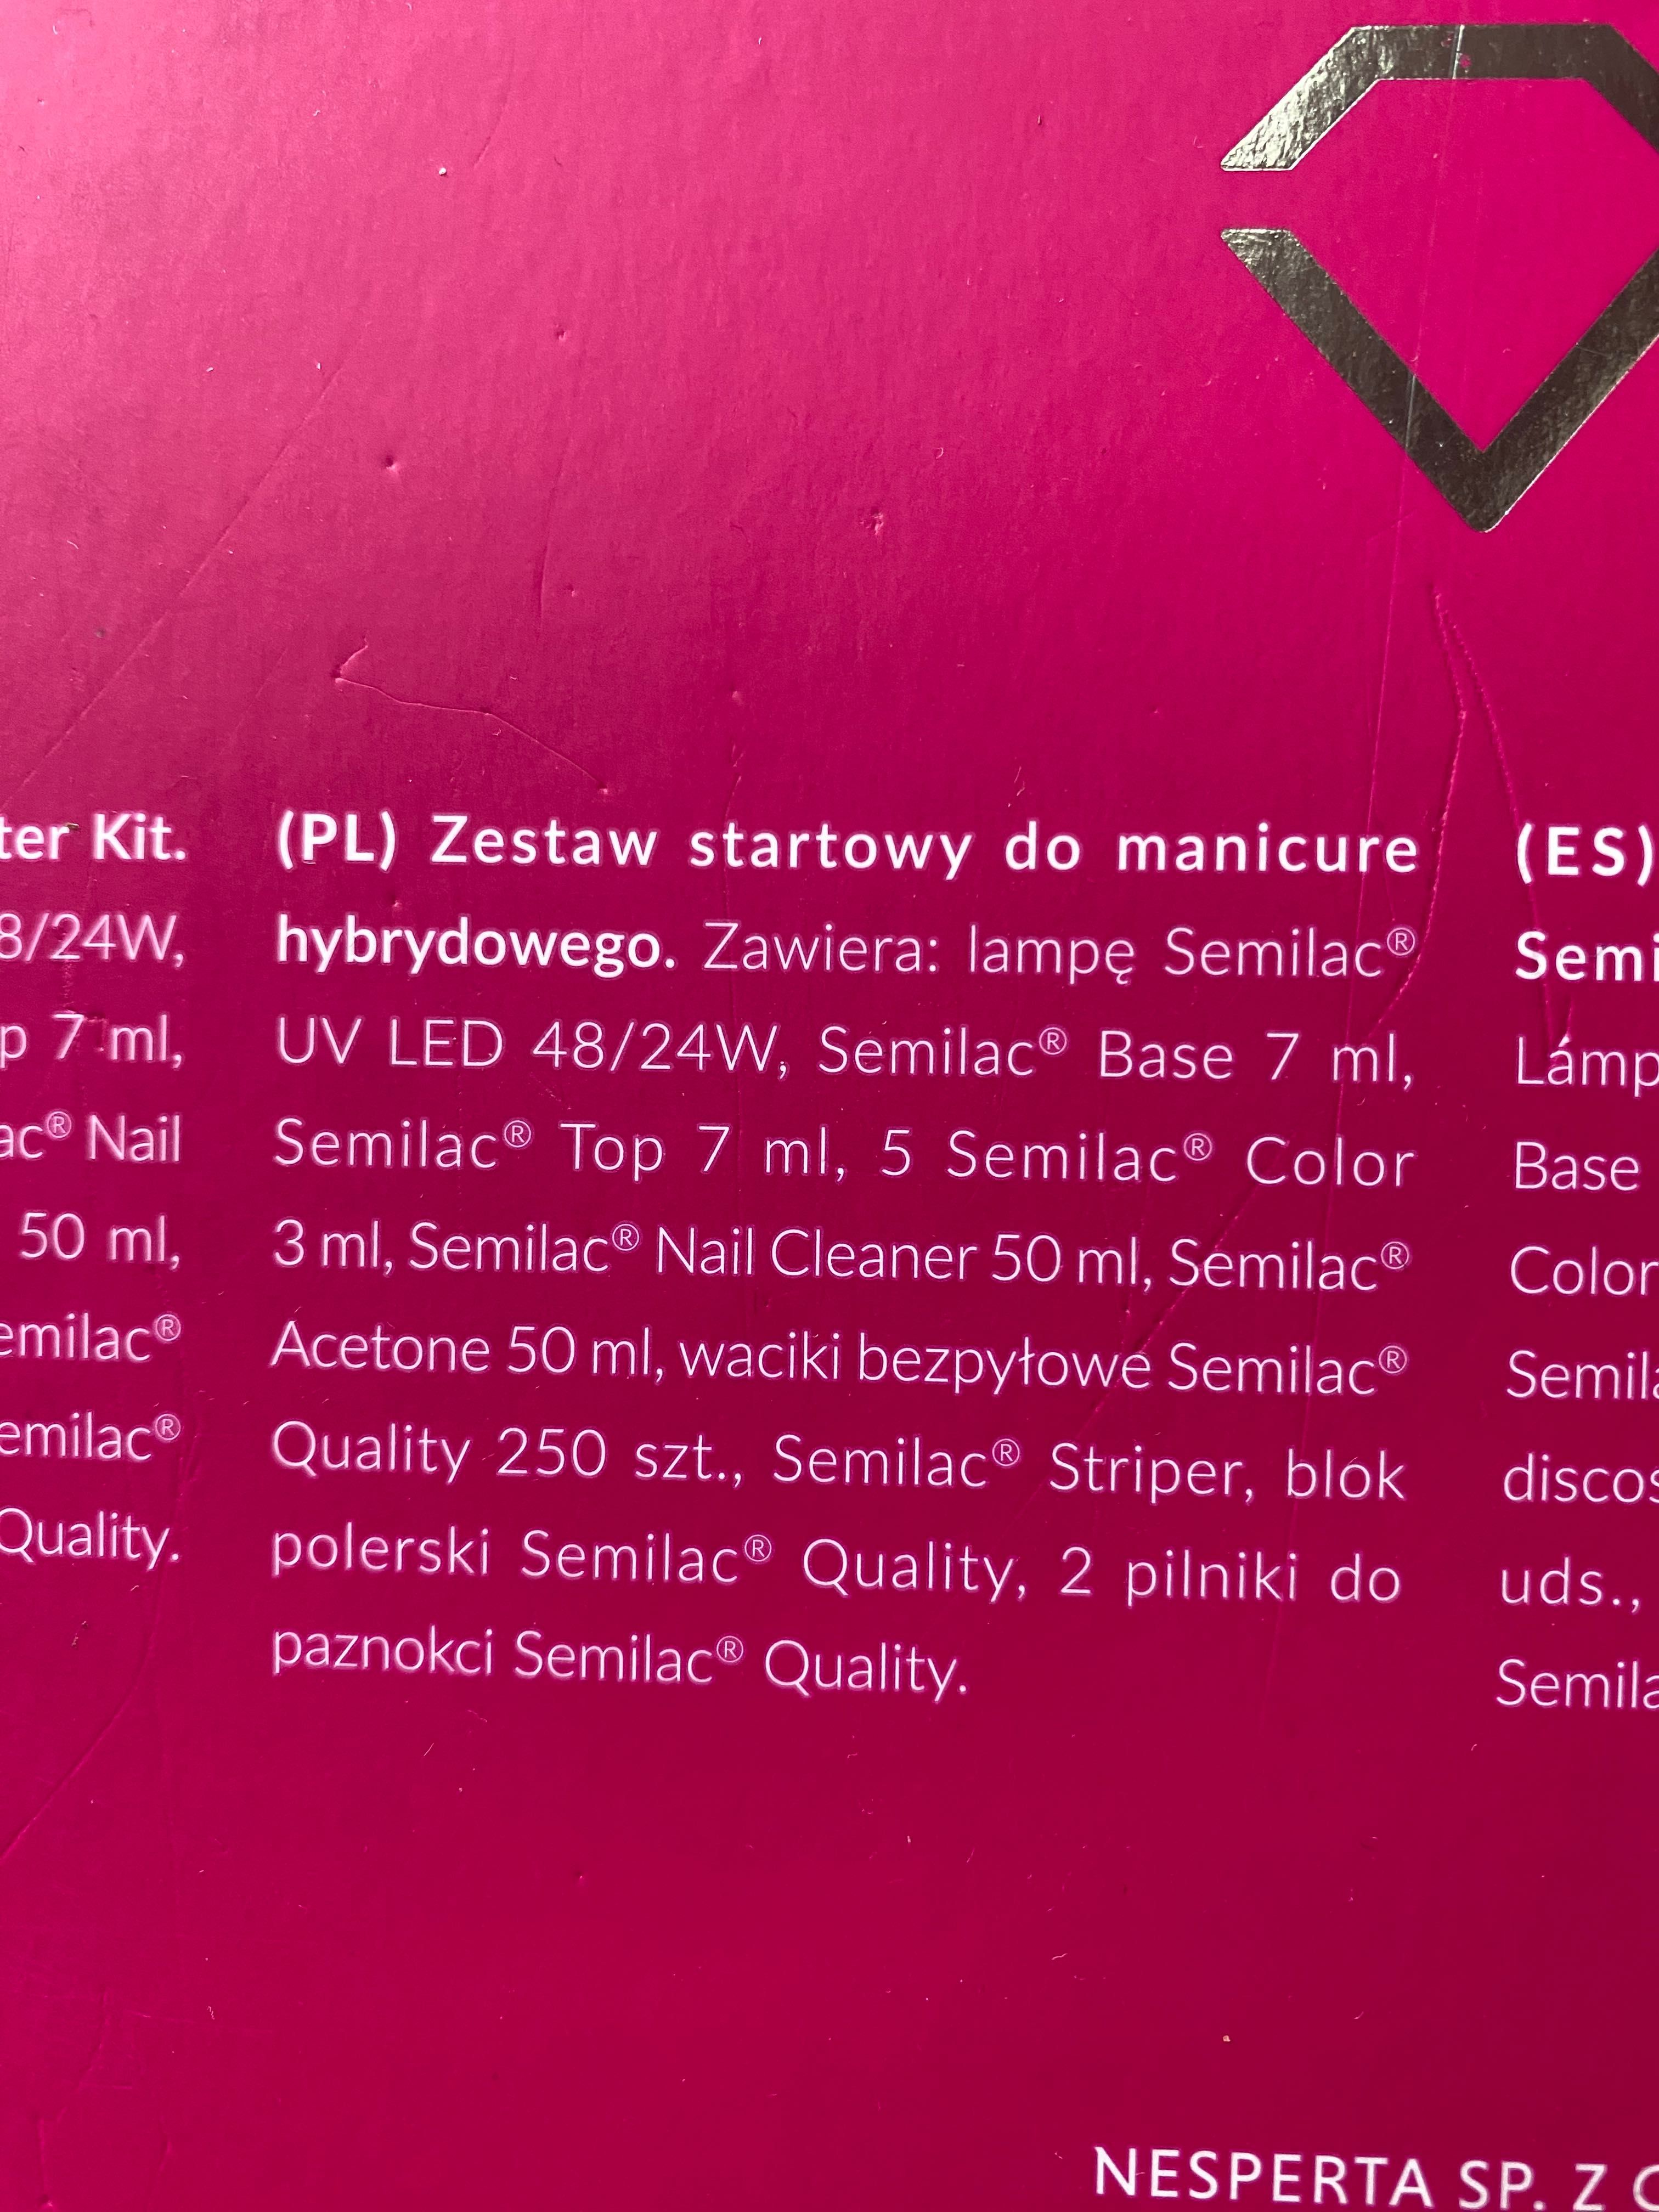 ter Kit.
8/24W,
p 7 ml,
ac® Nail
50 ml,
emilac®
emilac®
Quality.
(PL) Zestaw startowy do manicure
hybrydowego. Zawiera: lampę Semilac®
UV LED 48/24W, Semilac® Base 7 ml,
Semilac® Top 7 ml, 5 Semilac® Color
3 ml, Semilac® Nail Cleaner 50 ml, Semilac®
Acetone 50 ml, waciki bezpyłowe Semilac®
Quality 250 szt., Semilac® Striper, blok
polerski Semilac® Quality, 2 pilniki do
paznokci Semilac® Quality.
(ES)
Semi
Lámp
Base
Color
Semila
discos
uds.,
Semila
NESPERTA SP. Z